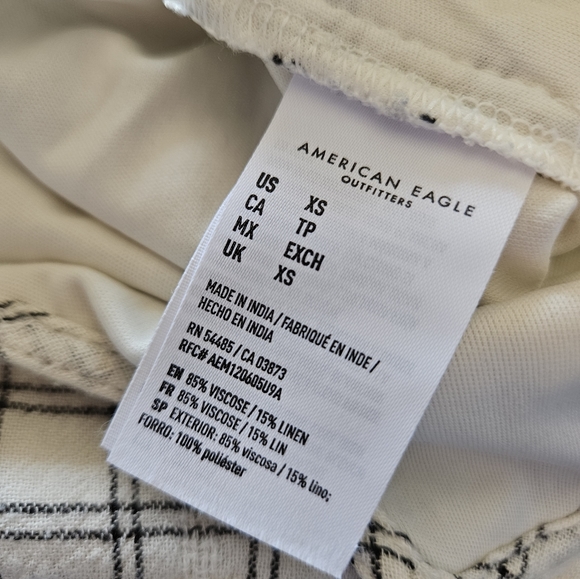 AMERICAN EAGLE
OUTFITTERS
US XS
CA TP
MX EXCH
UK XS
MADE IN INDIA / FABRIQUÉ EN INDE /
HECHO EN INDIA
RN 54485 / CA 03873
RFC# AEM120605U9A
EN 85% VISCOSE / 15% LINEN
FR 85% VISCOSE / 15% LIN
SP EXTERIOR: 85% viscosa / 15% lino;
FORRO: 100% poliéster